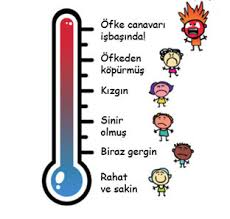 Öfke canavarı
işbaşında!
Öfkeden
köpürmüş
Kızgın
Sinir
olmuş
Biraz gergin
Rahat
ve sakin